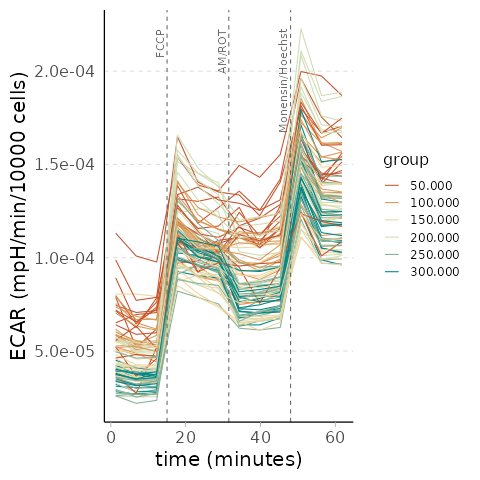 FCCP
AM/ROT
Monensin/Hoechst
2.0e-04
1.5e-04
1.0e-04
5.0e-05
ECAR (mpH/min/10000 cells)
0
20
40
60
time (minutes)
group
50.000
100.000
150.000
200.000
250.000
300.000